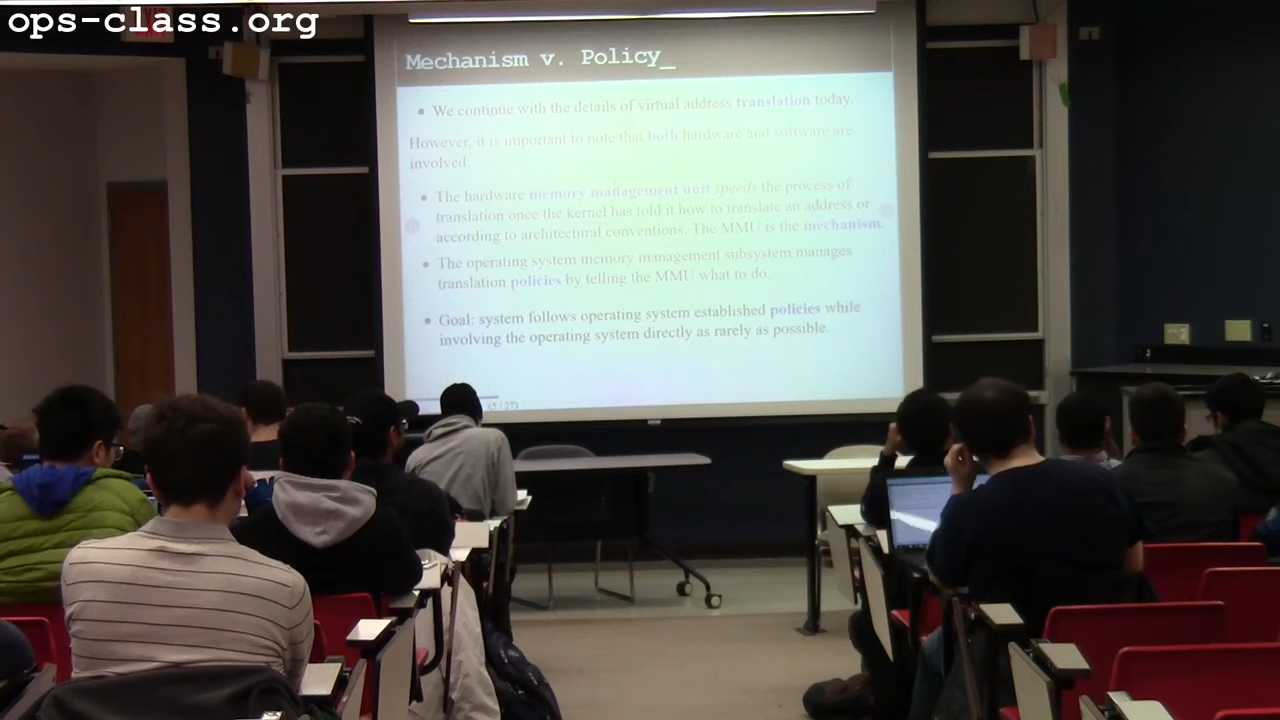 ops-class.org
Mechanism v. Policy_
We continue with the details of virtual address translation today.
However, it is important to note that both hardware and software are
involved:
The hardware memory management unit speeds the process of
translation once the kernel has told it how to translate an address or
according to architectural conventions. The MMU is the mechanism.
The operating system memory management subsystem manages
translation policies by telling the MMU what to do.
Goal: system follows operating system established policies while
involving the operating system directly as rarely as possible.
(5 / 27)